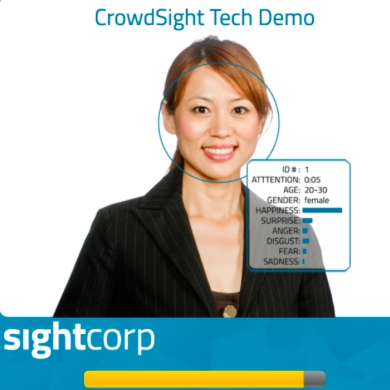 CrowdSight Tech Demo
ID #: 1
ATTTENTION: 0:05
AGE: 20-30
GENDER: female
HAPPINESS:
SURPRISE:
ANGER:
DISGUST:
FEAR:
SADNESS:
sightcorp